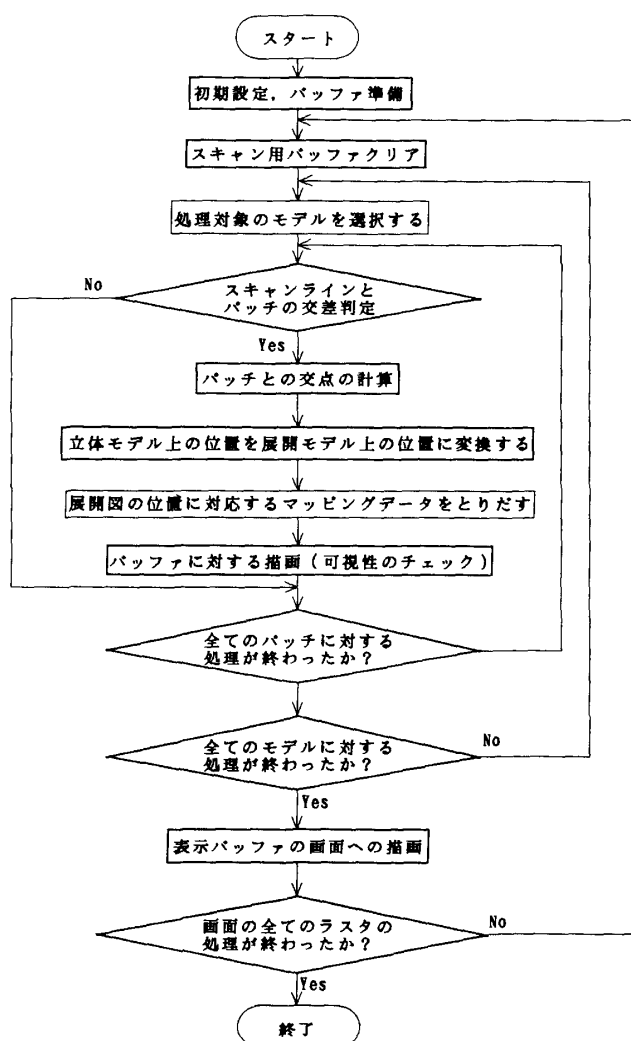 スタート
初期設定，バッファ準備
スキャン用バッファクリア
処理対象のモデルを選択する
スキャンラインと
パッチの交差判定
No
Yes
パッチとの交点の計算
立体モデル上の位置を展開モデル上の位置に変換する
展開図の位置に対応するマッピングデータをとりだす
バッファに対する描画（可視性のチェック）
全てのパッチに対する
処理が終わったか？
全てのモデルに対する
処理が終わったか？
No
Yes
表示バッファの画面への描画
画面の全てのラスタの
処理が終わったか？
No
Yes
終了